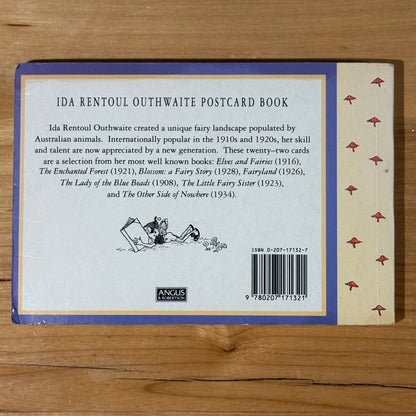 IDA RENTOUL OUTHWAITE POSTCARD BOOK
Ida Rentoul Outhwaite created a unique fairy landscape populated by
Australian animals. Internationally popular in the 1910s and 1920s, her skill
and talent are now appreciated by a new generation. These twenty-two cards
are a selection from her most well known books: Elves and Fairies (1916),
The Enchanted Forest (1921), Blossom: a Fairy Story (1928), Fairyland (1926),
The Lady of the Blue Beads (1908), The Little Fairy Sister (1923),
and The Other Side of Nowhere (1934).
ISBN 0-207-17132-7
9 780207 171321
ANGUS
& ROBERTSON